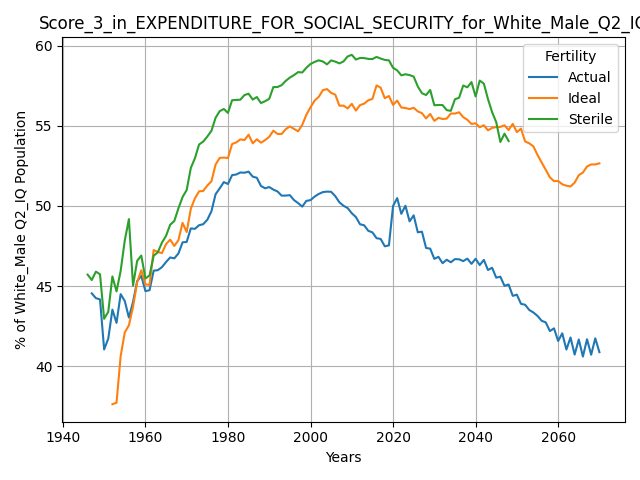 Score_3_in_EXPENDITURE_FOR_SOCIAL_SECURITY_for_White_Male_Q2_IQ
% of White_Male Q2_IQ Population
60
55
50
45
40
Fertility
Actual
Ideal
Sterile
1940 1960 1980 2000 2020 2040 2060
Years